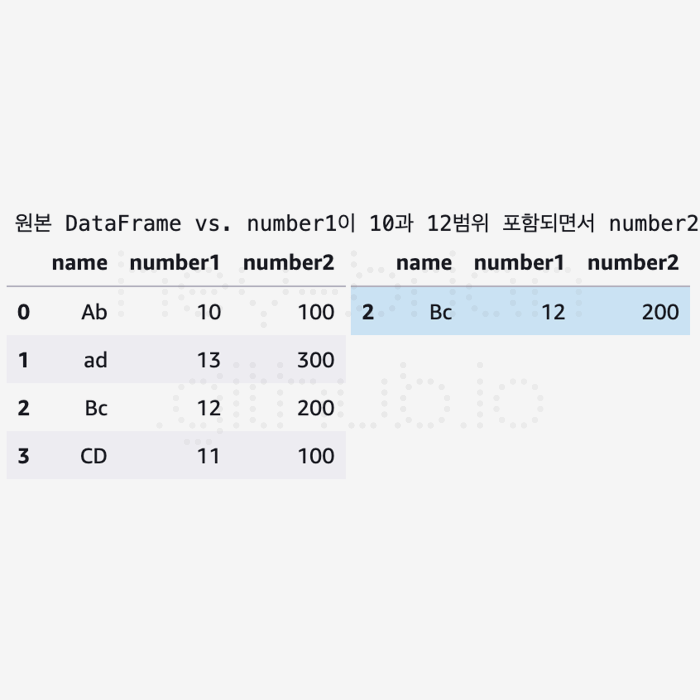 원본 DataFrame vs. number1이 10과 12범위 포함되면서 number2
name number1 number2 name number1 number2
0 Ab 10 100 2 Bc 12 200
1 ad 13 300
2 Bc 12 200
3 CD 11 100